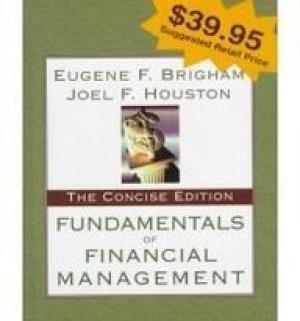 $39.95
Suggested Retail Price
EUGENE F. BRIGHAM
JOEL F. HOUSTON
THE CONCISE EDITION
FUNDAMENTALS
OF
FINANCIAL
MANAGEMENT